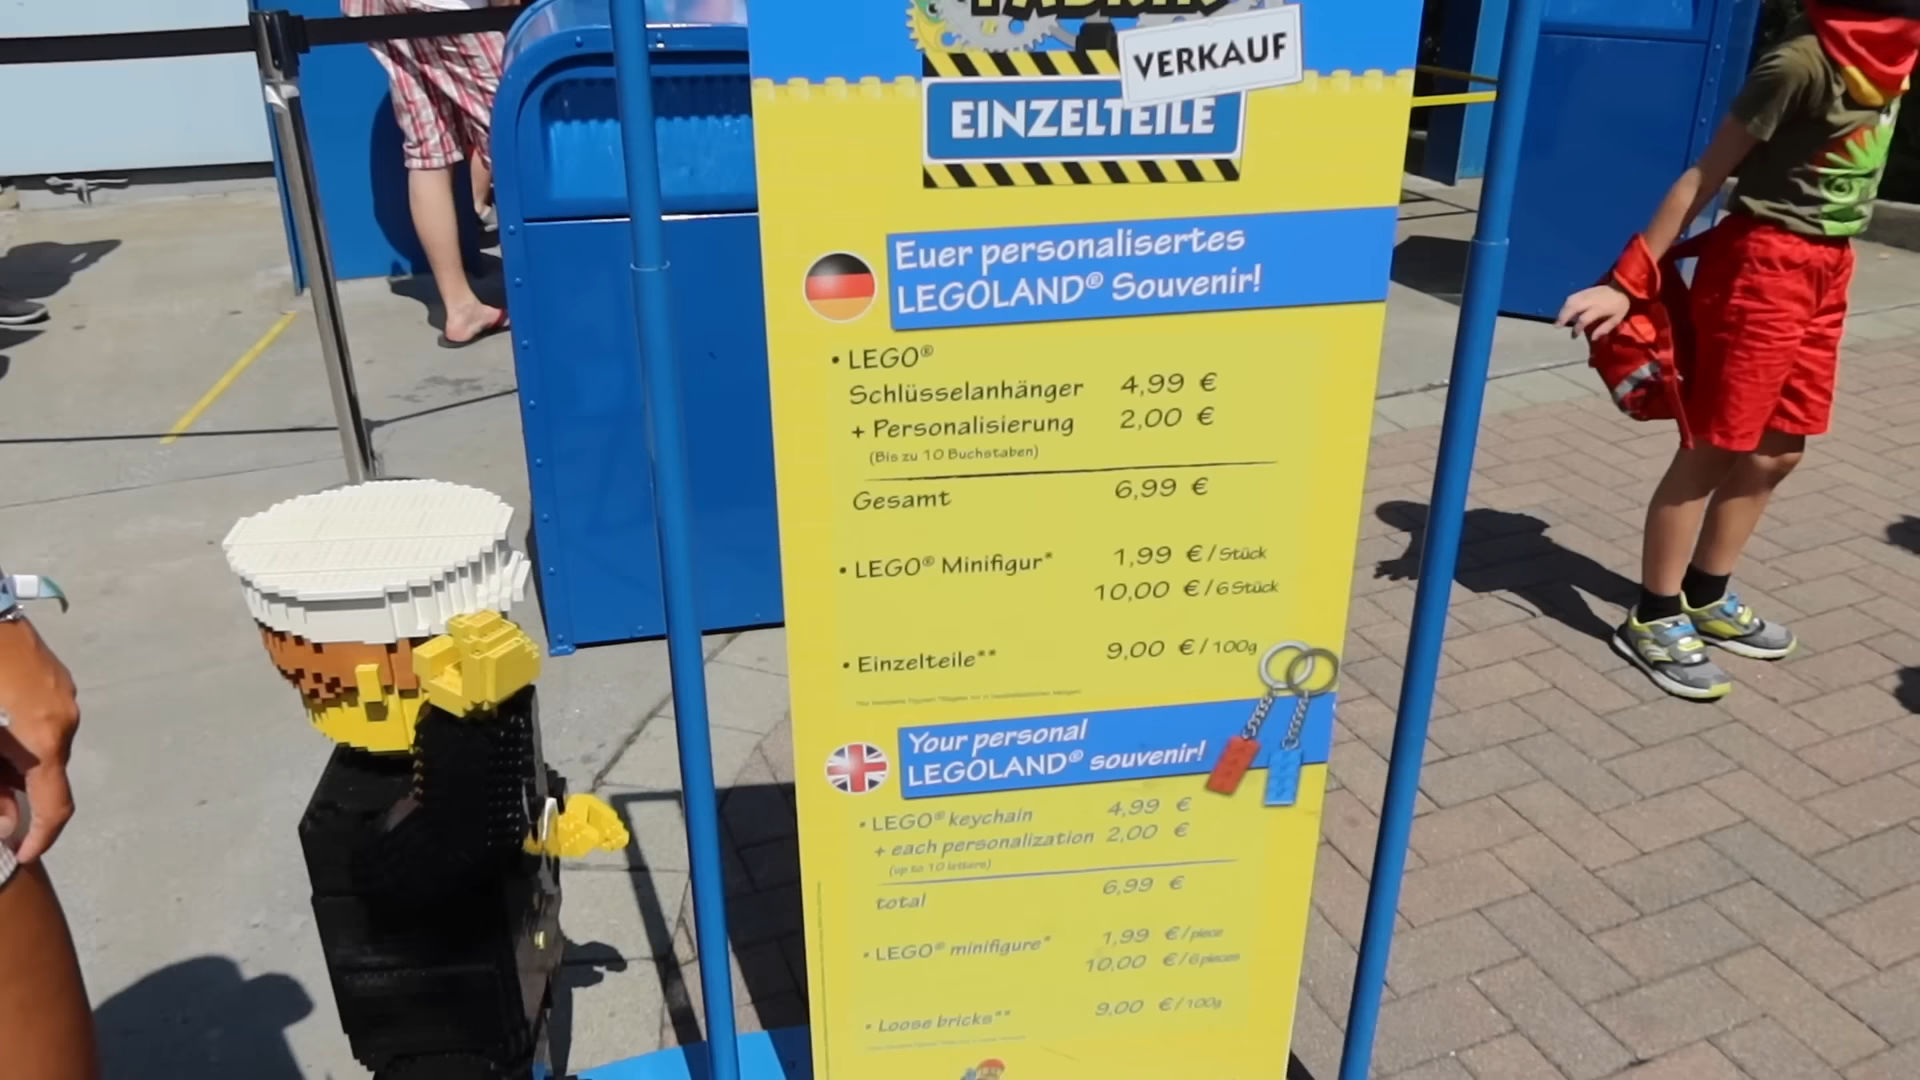 VERKAUF
EINZELTEILE
Euer personalisertes
LEGOLAND® Souvenir!
• LEGO®
Schlüsselanhänger 4,99 €
+ Personalisierung 2,00 €
(Bis zu 10 Buchstaben)
Gesamt 6,99 €
• LEGO® Minifigur* 1,99 €/Stück
10,00 €/6 Stück
• Einzelteile** 9,00 €/100g
Your personal
LEGOLAND® souvenir!
• LEGO® keychain 4,99 €
+ each personalization 2,00 €
(up to 10 letters)
total 6,99 €
• LEGO® minifigure* 1,99 €/piece
10,00 €/6 pieces
• Loose bricks** 9,00 €/100g